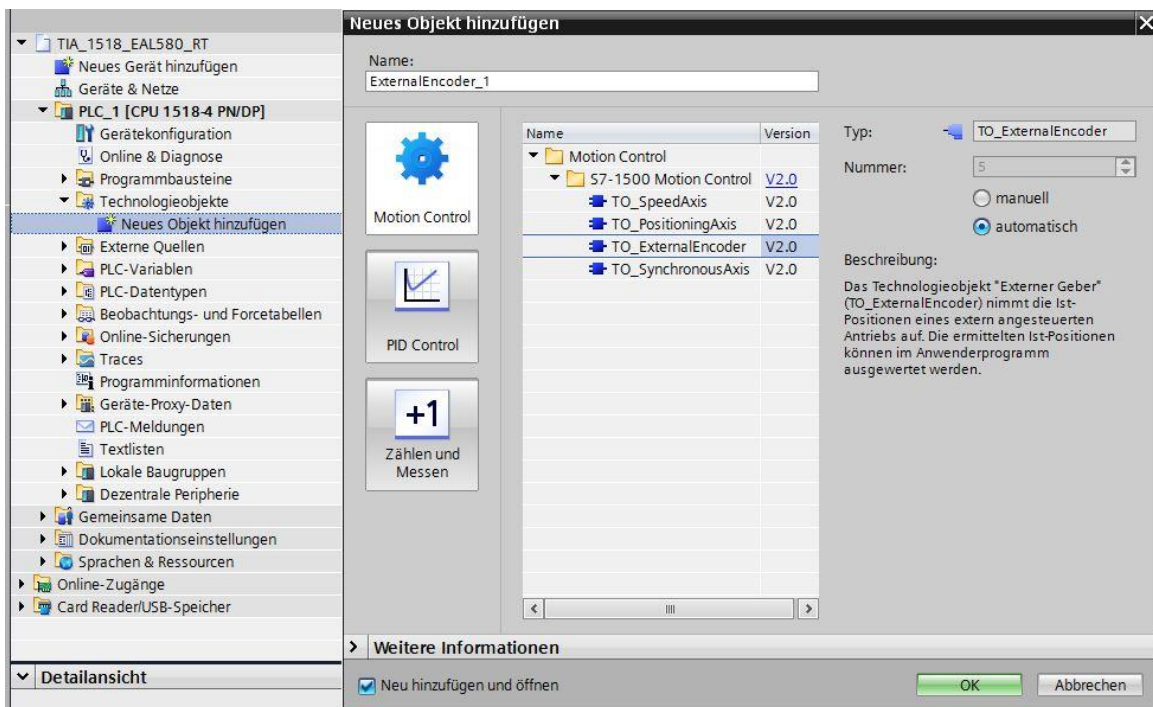 TIA_1518_EAL580_RT
Neues Gerät hinzufügen
Geräte & Netze
PLC_1 [CPU 1518-4 PN/DP]
Gerätekonfiguration
Online & Diagnose
Programmbausteine
Technologieobjekte
Neues Objekt hinzufügen
Externe Quellen
PLC-Variablen
PLC-Datentypen
Beobachtungs- und Forcetabellen
Online-Sicherungen
Traces
Programminformationen
Geräte-Proxy-Daten
PLC-Meldungen
Textlisten
Lokale Baugruppen
Dezentrale Peripherie
Gemeinsame Daten
Dokumentationseinstellungen
Sprachen & Ressourcen
Online-Zugänge
Card Reader/USB-Speicher
Detailansicht
Neues Objekt hinzufügen
Name:
ExternalEncoder_1
Motion Control
PID Control
+1
Zählen und
Messen
Name Version
Motion Control
S7-1500 Motion Control V2.0
TO_SpeedAxis V2.0
TO_PositioningAxis V2.0
TO_ExternalEncoder V2.0
TO_SynchronousAxis V2.0
Typ: TO_ExternalEncoder
Nummer: 5
manuell
automatisch
Beschreibung:
Das Technologieobjekt "Externer Geber"
(TO_ExternalEncoder) nimmt die Ist-
Positionen eines extern angesteuerten
Antriebs auf. Die ermittelten Ist-Positionen
können im Anwenderprogramm
ausgewertet werden.
Weitere Informationen
Neu hinzufügen und öffnen
OK Abbrechen